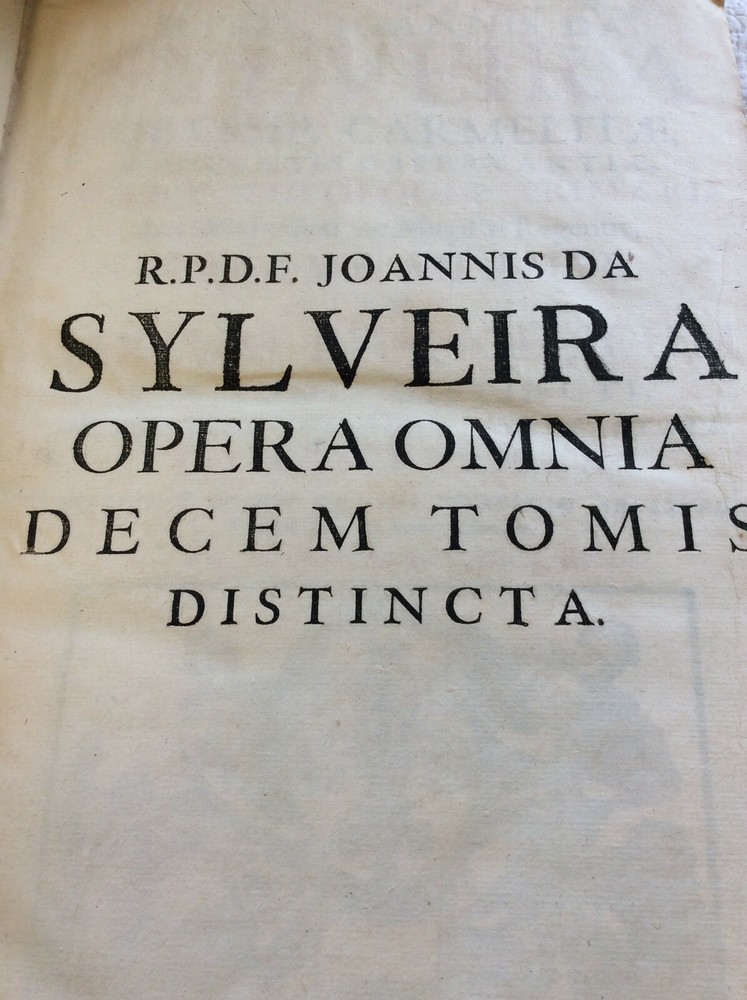 R.P.D.F. JOANNIS DA
SYLVEIRA
OPERA OMNIA
DECEM TOMIS
DISTINCTA.